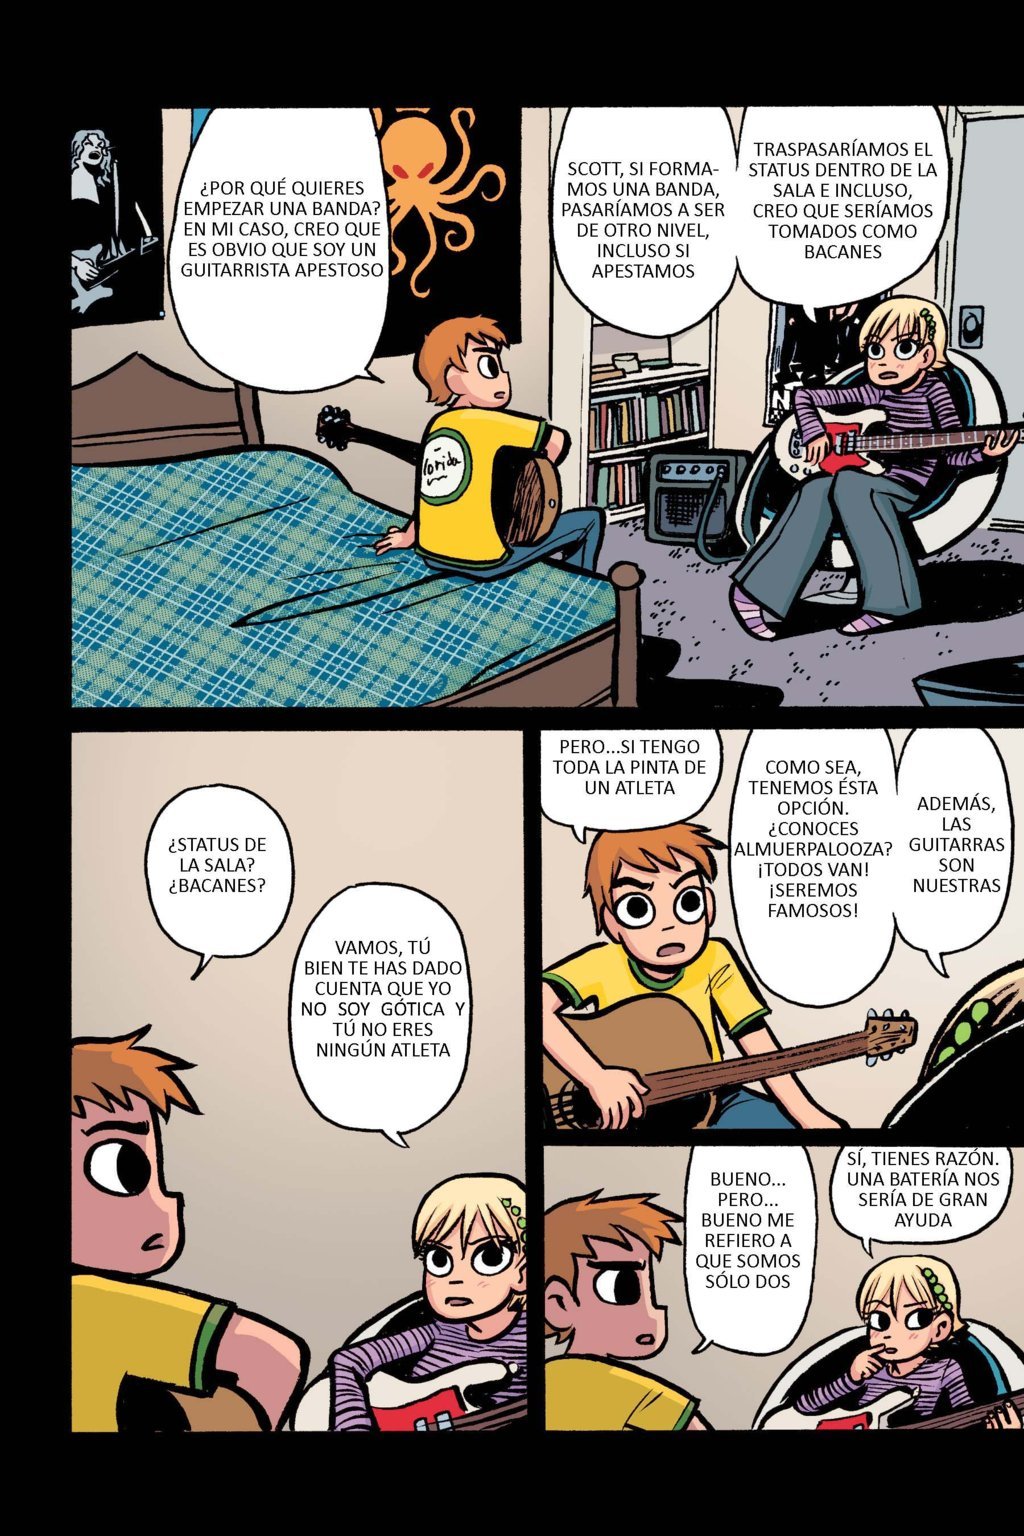 ¿POR QUÉ QUIERES
EMPEZAR UNA BANDA?
EN MI CASO, CREO QUE
ES OBVIO QUE SOY UN
GUITARRISTA APESTOSO
SCOTT, SI FORMA-
MOS UNA BANDA,
PASARÍAMOS A SER
DE OTRO NIVEL,
INCLUSO SI
APESTAMOS
TRASPASARÍAMOS EL
STATUS DENTRO DE LA
SALA E INCLUSO,
CREO QUE SERÍAMOS
TOMADOS COMO
BACANES
lorida
N
¿STATUS DE
LA SALA?
¿BACANES?
VAMOS, TÚ
BIEN TE HAS DADO
CUENTA QUE YO
NO SOY GÓTICA Y
TÚ NO ERES
NINGÚN ATLETA
PERO...SI TENGO
TODA LA PINTA DE
UN ATLETA
COMO SEA,
TENEMOS ÉSTA
OPCIÓN.
¿CONOCES
ALMUERPALOOZA?
¡TODOS VAN!
¡SEREMOS
FAMOSOS!
ADEMÁS,
LAS
GUITARRAS
SON
NUESTRAS
BUENO...
PERO...
BUENO ME
REFIERO A
QUE SOMOS
SÓLO DOS
SÍ, TIENES RAZÓN.
UNA BATERÍA NOS
SERÍA DE GRAN
AYUDA